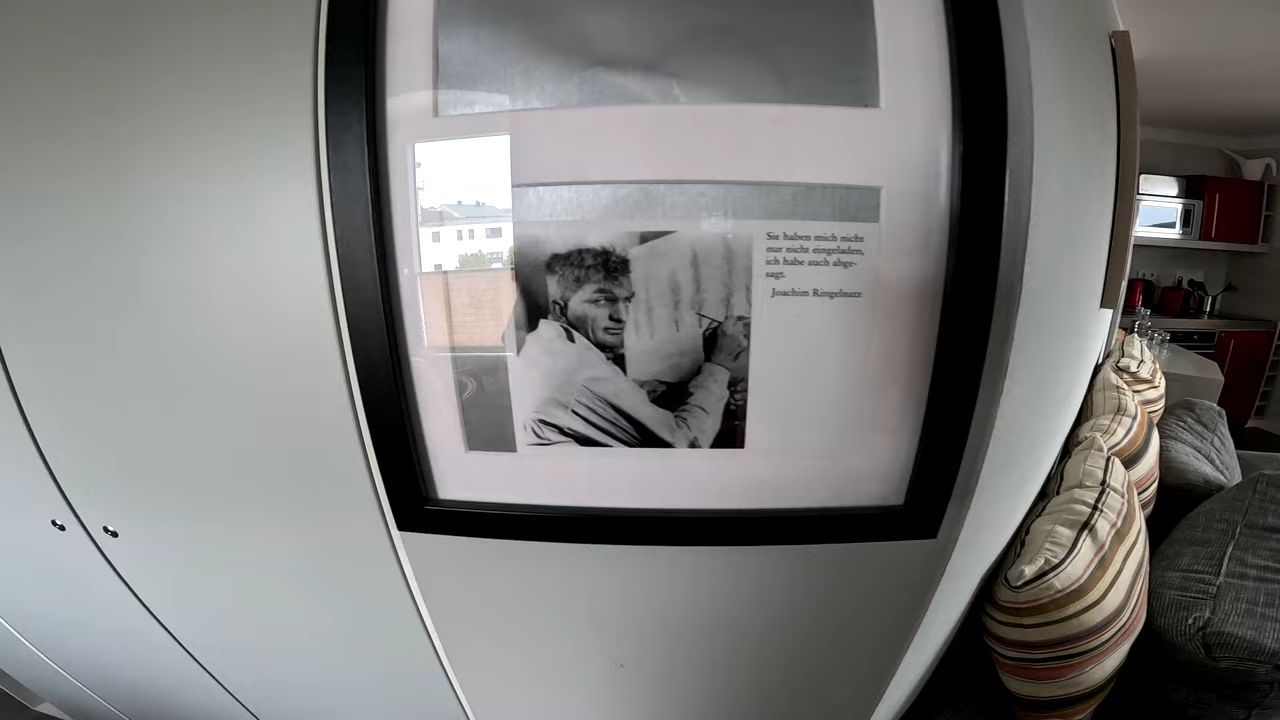 Sie haben mich nicht
nur nicht eingeladen,
ich habe auch abge-
sagt.
Joachim Ringelnatz